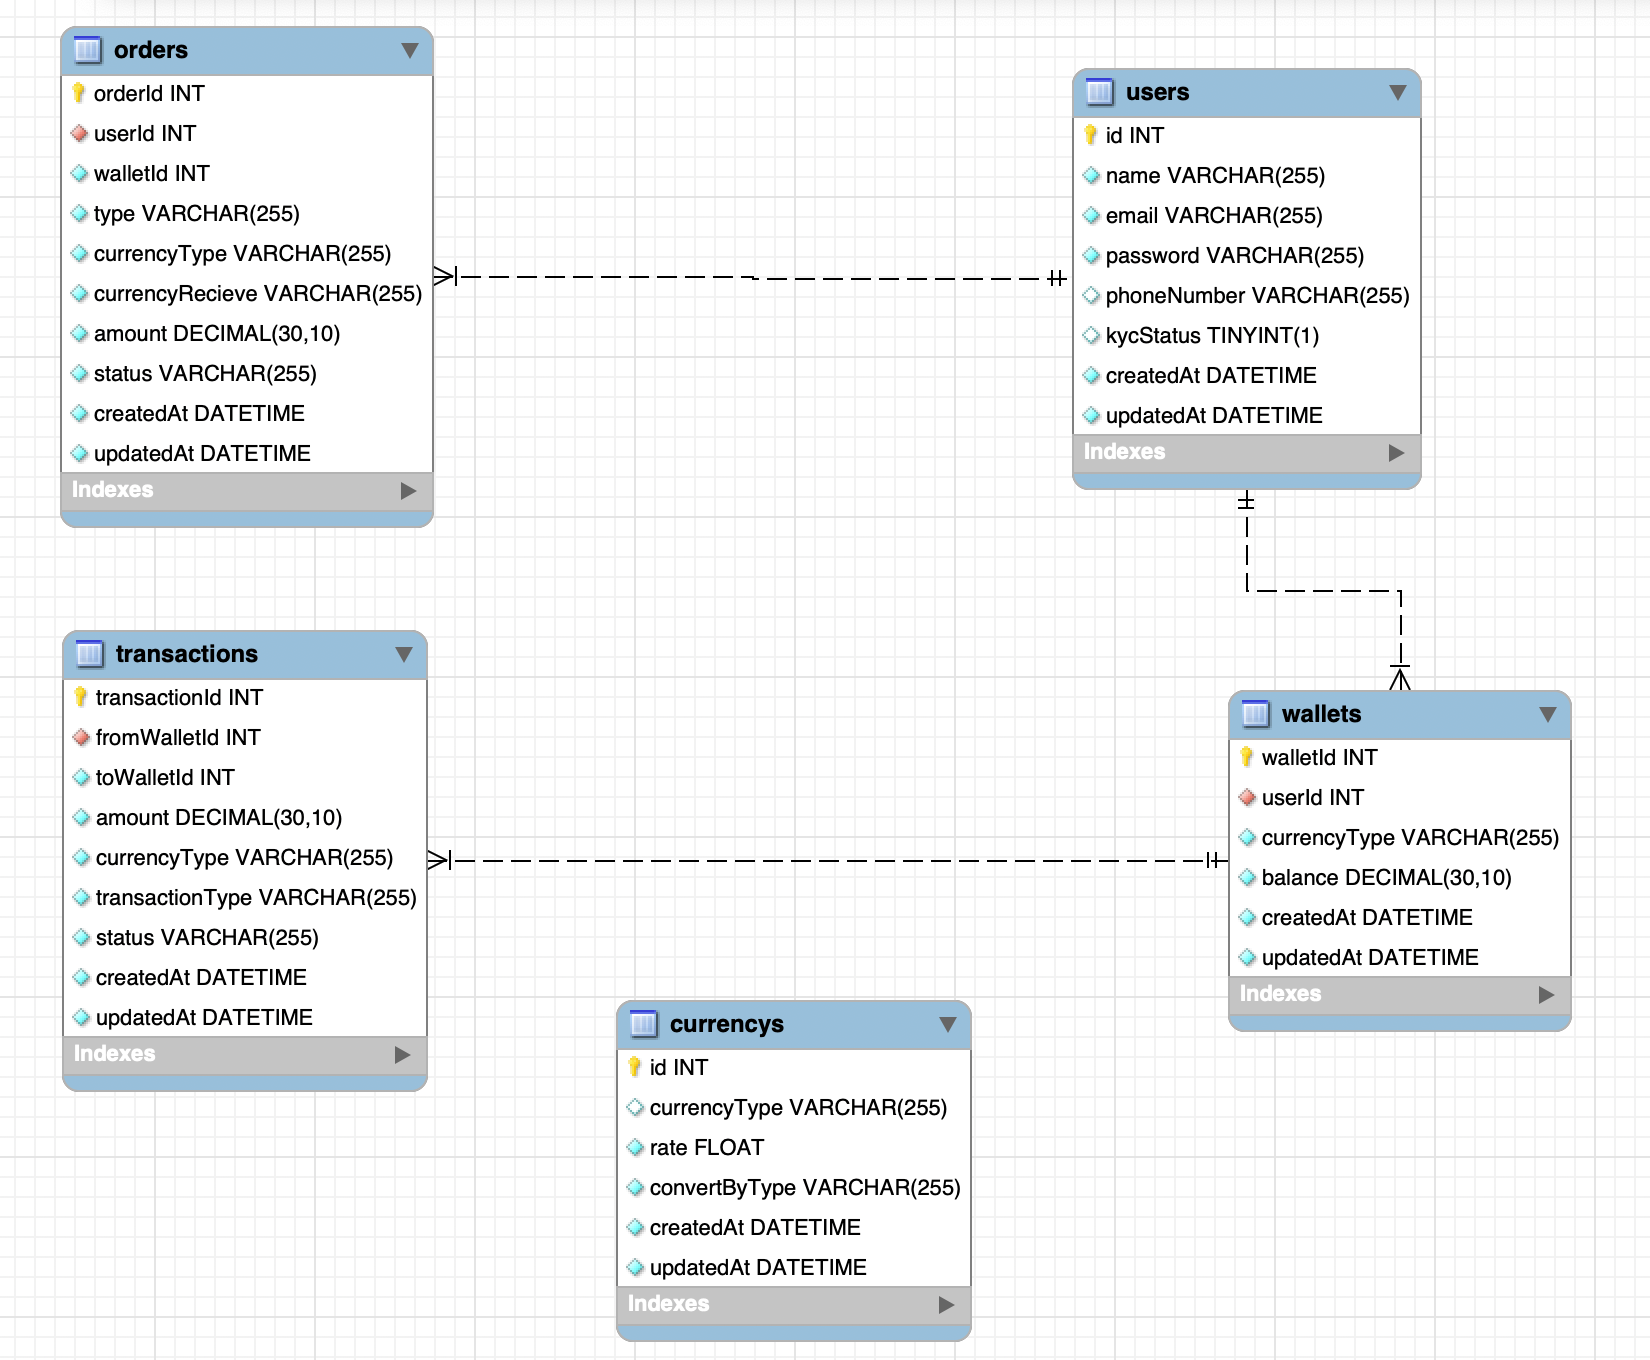 orders
orderId INT
userId INT
walletId INT
type VARCHAR(255)
currencyType VARCHAR(255)
currencyRecieve VARCHAR(255)
amount DECIMAL(30,10)
status VARCHAR(255)
createdAt DATETIME
updatedAt DATETIME
Indexes
users
id INT
name VARCHAR(255)
email VARCHAR(255)
password VARCHAR(255)
phoneNumber VARCHAR(255)
kycStatus TINYINT(1)
createdAt DATETIME
updatedAt DATETIME
Indexes
transactions
transactionId INT
fromWalletId INT
toWalletId INT
amount DECIMAL(30,10)
currencyType VARCHAR(255)
transactionType VARCHAR(255)
status VARCHAR(255)
createdAt DATETIME
updatedAt DATETIME
Indexes
wallets
walletId INT
userId INT
currencyType VARCHAR(255)
balance DECIMAL(30,10)
createdAt DATETIME
updatedAt DATETIME
Indexes
currencys
id INT
currencyType VARCHAR(255)
rate FLOAT
convertByType VARCHAR(255)
createdAt DATETIME
updatedAt DATETIME
Indexes